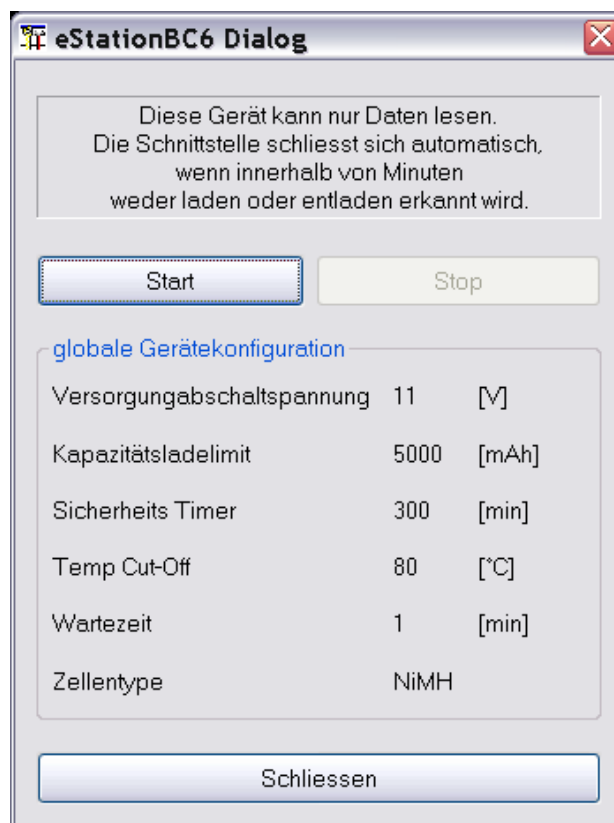 eStationBC6 Dialog
Diese Gerät kann nur Daten lesen.
Die Schnittstelle schliesst sich automatisch,
wenn innerhalb von Minuten
weder laden oder entladen erkannt wird.
Start Stop
globale Gerätekonfiguration
Versorgungabschaltspannung 11 [V]
Kapazitätsladelimit 5000 [mAh]
Sicherheits Timer 300 [min]
Temp Cut-Off 80 [°C]
Wartezeit 1 [min]
Zellentype NiMH
Schliessen